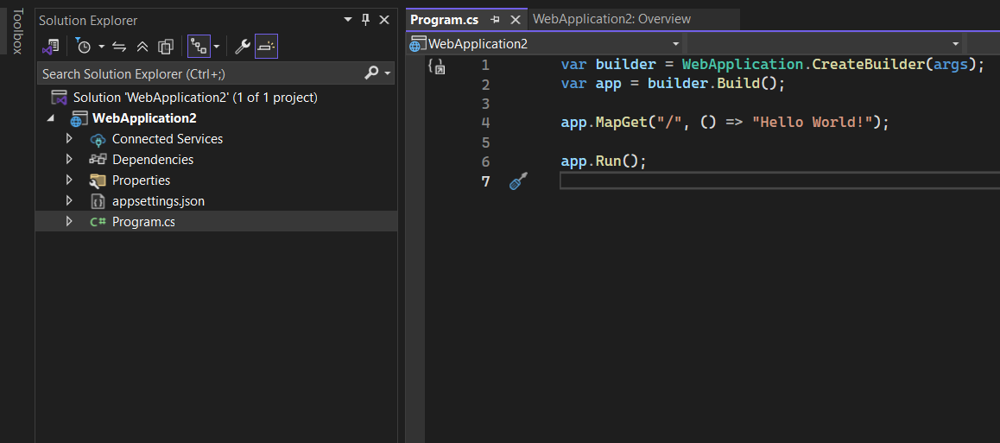 Toolbox
Solution Explorer
Search Solution Explorer (Ctrl+;)
Solution 'WebApplication2' (1 of 1 project)
WebApplication2
Connected Services
Dependencies
Properties
appsettings.json
C# Program.cs
Program.cs
WebApplication2: Overview
WebApplication2
1 var builder = WebApplication.CreateBuilder(args);
2 var app = builder.Build();
3
4 app.MapGet("/", () => "Hello World!");
5
6 app.Run();
7